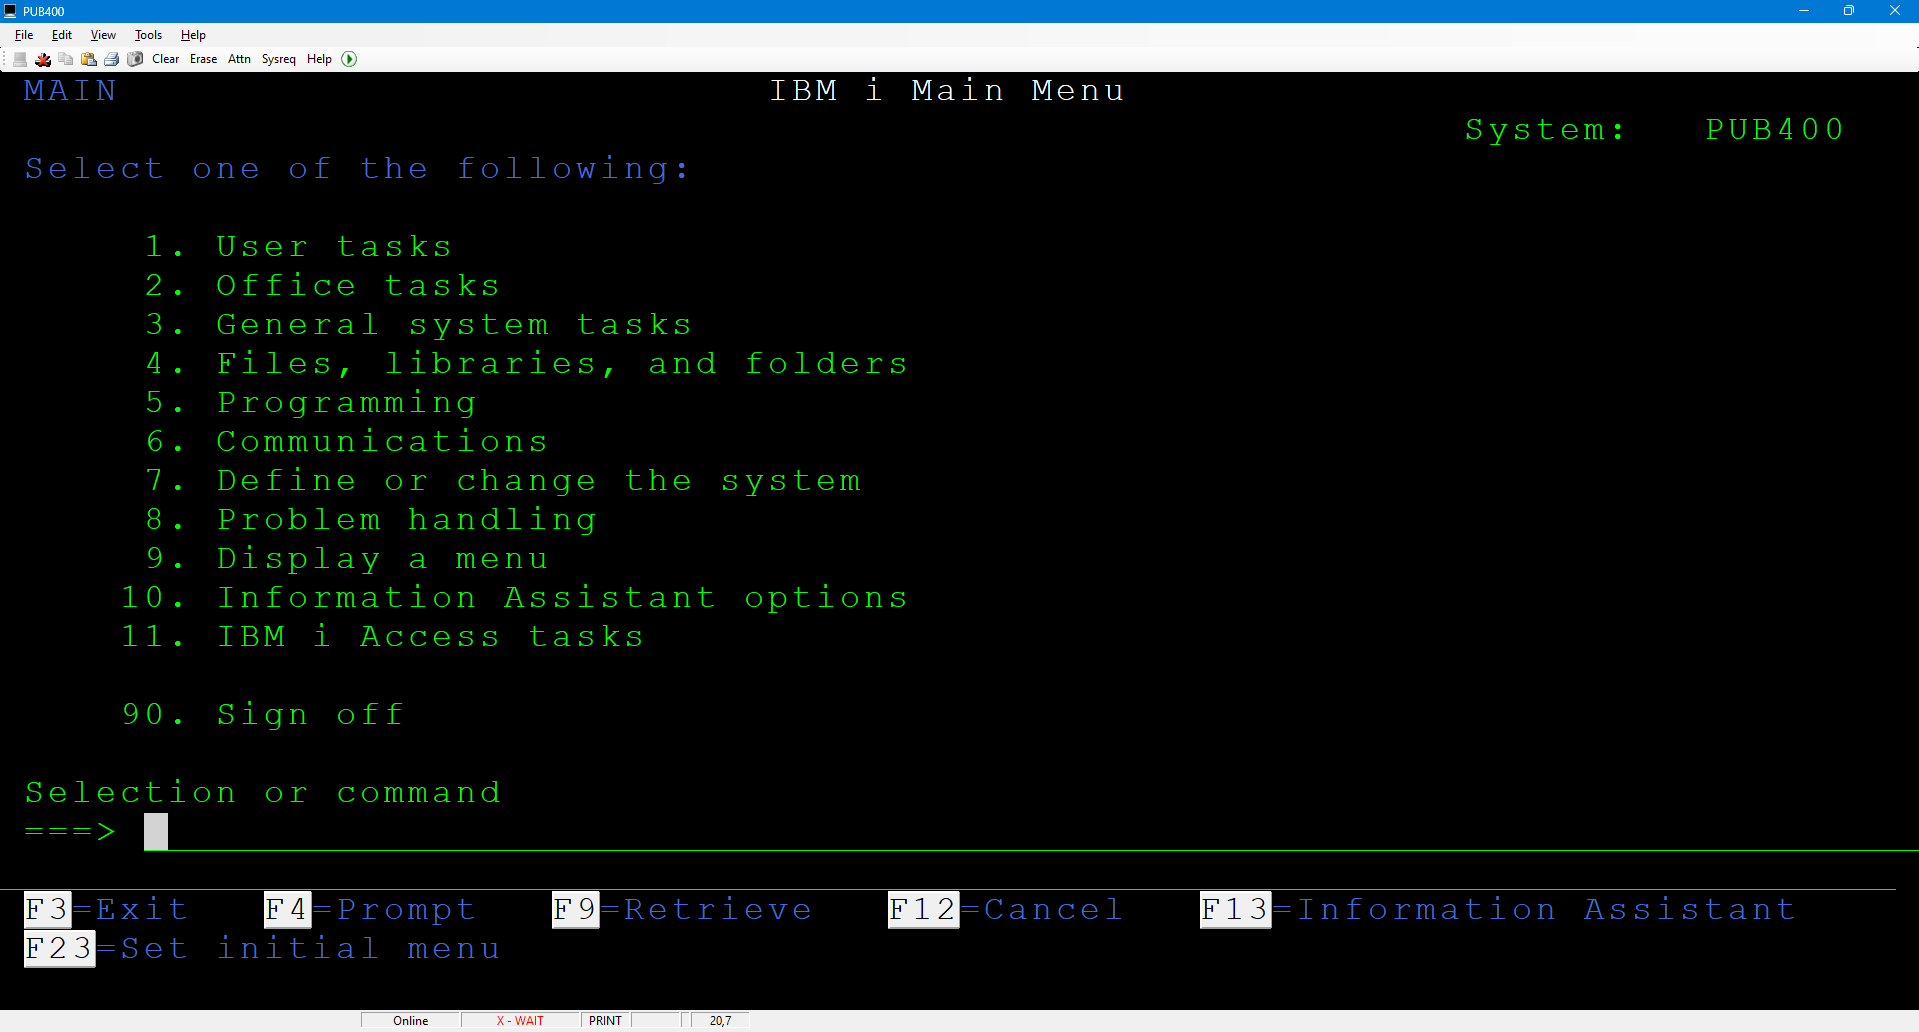 PUB400
File Edit View Tools Help
Clear Erase Attn Sysreq Help
MAIN IBM i Main Menu
System: PUB400
Select one of the following:
1. User tasks
2. Office tasks
3. General system tasks
4. Files, libraries, and folders
5. Programming
6. Communications
7. Define or change the system
8. Problem handling
9. Display a menu
10. Information Assistant options
11. IBM i Access tasks
90. Sign off
Selection or command
===>
F3=Exit F4=Prompt F9=Retrieve F12=Cancel F13=Information Assistant
F23=Set initial menu
Online X - WAIT PRINT 20,7